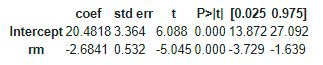 coef std err t P>|t| [0.025 0.975]
Intercept 20.4818 3.364 6.088 0.000 13.872 27.092
rm -2.6841 0.532 -5.045 0.000 -3.729 -1.639